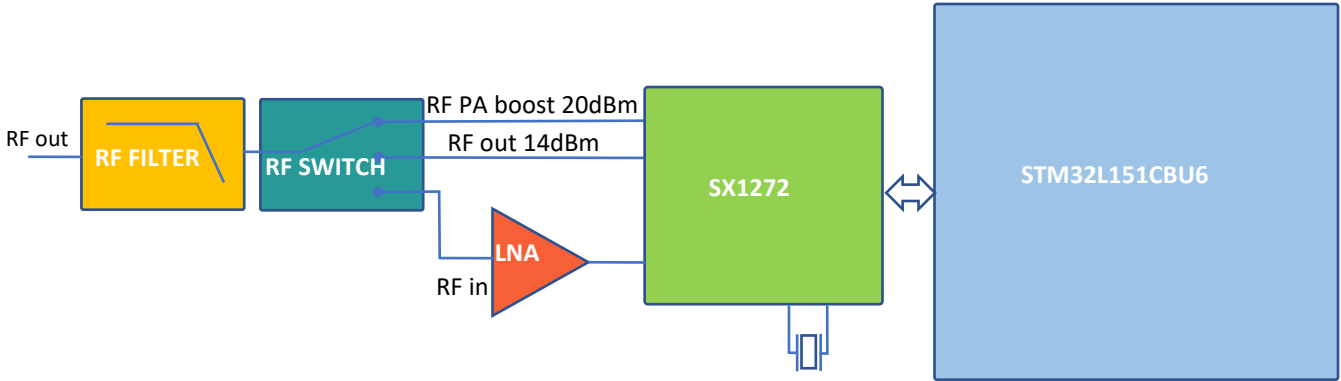 RF out
RF FILTER
RF SWITCH
RF PA boost 20dBm
RF out 14dBm
LNA
RF in
SX1272
STM32L151CBU6